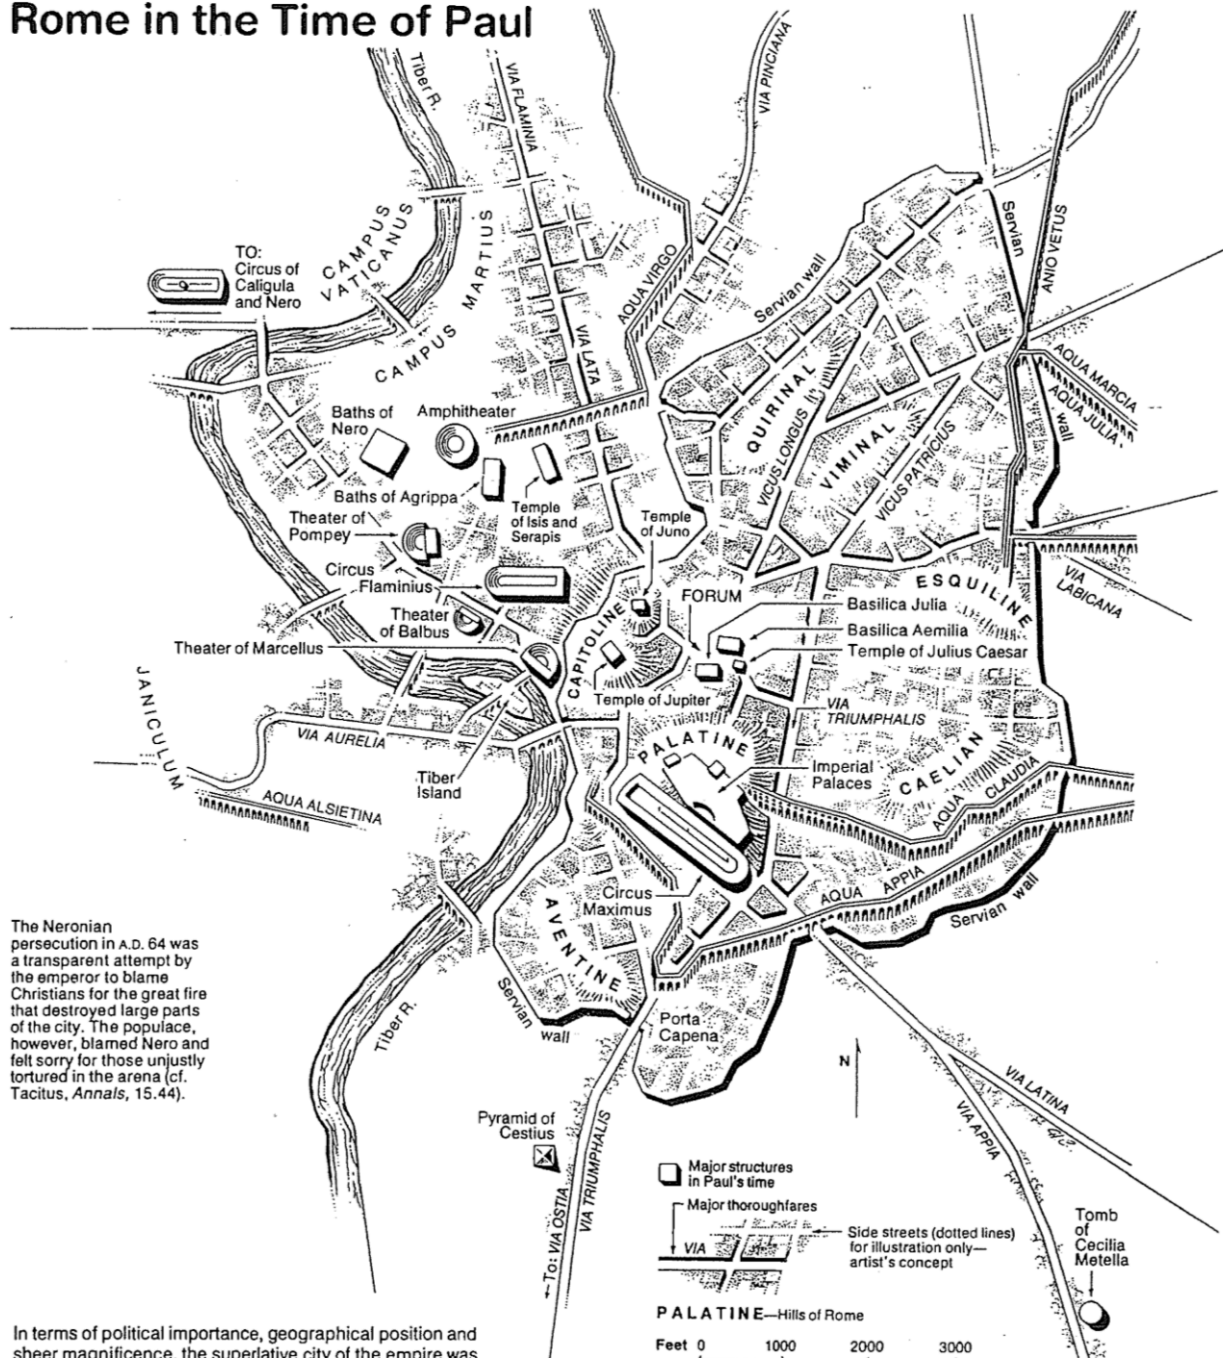 Rome in the Time of Paul
Tiber R.
VIA FLAMINIA
VIA PINCIANA
CAMPUS
VATICANUS
CAMPUS MARTIUS
TO:
Circus of
Caligula
and Nero
AQUA VIRGO
VIA LATA
Servian wall
Servian
wall
ANIO VETUS
AQUA MARCIA
AQUA JULIA
QUIRINAL
VICUS LONGUS
VIMINAL
VICUS PATRICIUS
Baths of
Nero
Amphitheater
Baths of Agrippa
Temple
of Isis and
Serapis
Theater of
Pompey
Temple
of Juno
Circus
Flaminius
Theater
of Balbus
Theater of Marcellus
CAPITOLINE
FORUM
ESQUILINE
VIA
LABICANA
Basilica Julia
Basilica Aemilia
Temple of Julius Caesar
Temple of Jupiter
JANICULUM
VIA AURELIA
Tiber
Island
AQUA ALSIETINA
VIA
TRIUMPHALIS
PALATINE
Imperial
Palaces
CAELIAN
AQUA CLAUDIA
AQUA APPIA
Circus
Maximus
AVENTINE
Servian wall
Servian
wall
Tiber R.
Porta
Capena
The Neronian
persecution in A.D. 64 was
a transparent attempt by
the emperor to blame
Christians for the great fire
that destroyed large parts
of the city. The populace,
however, blamed Nero and
felt sorry for those unjustly
tortured in the arena (cf.
Tacitus, Annals, 15.44).
N
VIA LATINA
VIA APPIA
Pyramid of
Cestius
To: VIA OSTIA
VIA TRIUMPHALIS
Major structures
in Paul's time
Major thoroughfares
VIA
Side streets (dotted lines)
for illustration only—
artist's concept
Tomb
of
Cecilia
Metella
PALATINE—Hills of Rome
Feet 0 1000 2000 3000
In terms of political importance, geographical position and
sheer magnificence, the superlative city of the empire was